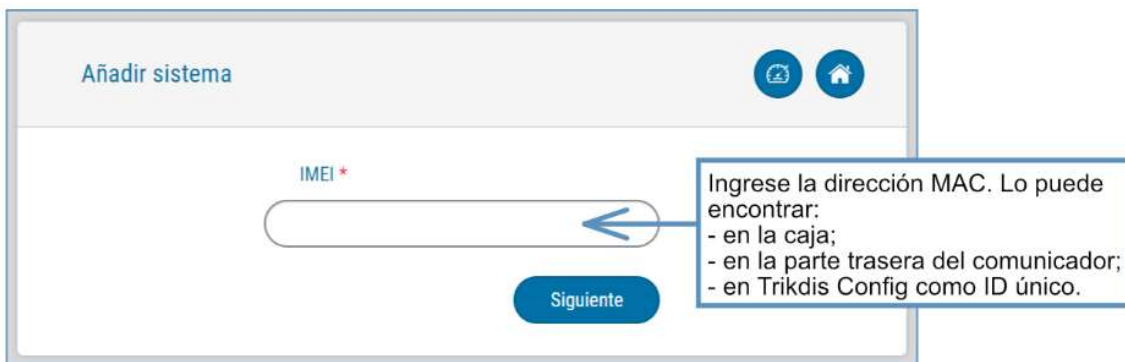 Añadir sistema
IMEI *
Ingrese la dirección MAC. Lo puede
encontrar:
- en la caja;
- en la parte trasera del comunicador;
- en Trikdis Config como ID único.
Siguiente